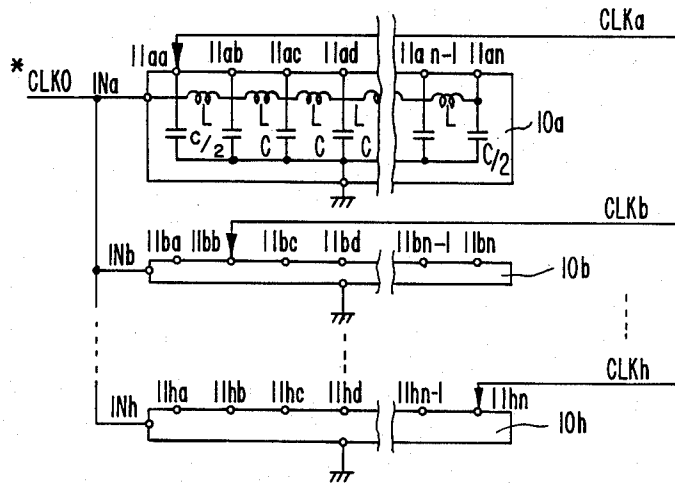 CLKa
11aa 11ab 11ac 11ad 11a n-1 11an
* CLK0 INa
L L L L
C/2 C C C C/2
10a
CLKb
11ba 11bb 11bc 11bd 11bn-1 11bn
INb
10b
CLKh
11ha 11hb 11hc 11hd 11hn-1 11hn
INh
10h